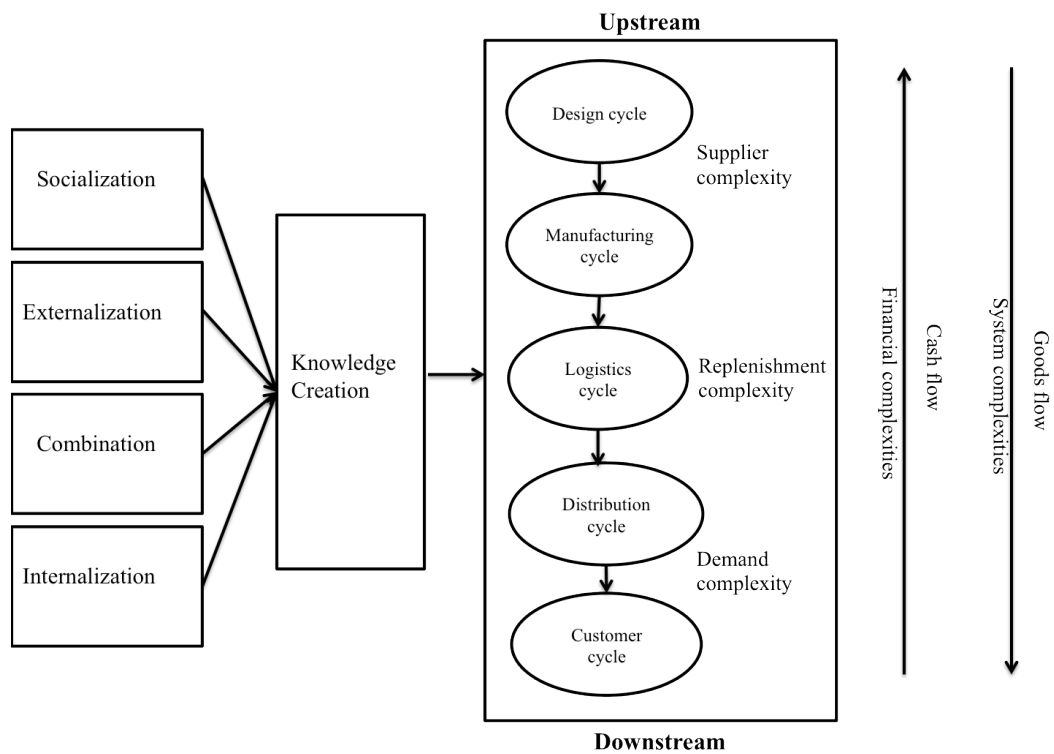 Upstream
Socialization
Externalization
Combination
Internalization
Knowledge
Creation
Design cycle
Supplier
complexity
Manufacturing
cycle
Logistics
cycle
Replenishment
complexity
Distribution
cycle
Demand
complexity
Customer
cycle
Downstream
Cash flow
Financial complexities
Goods flow
System complexities